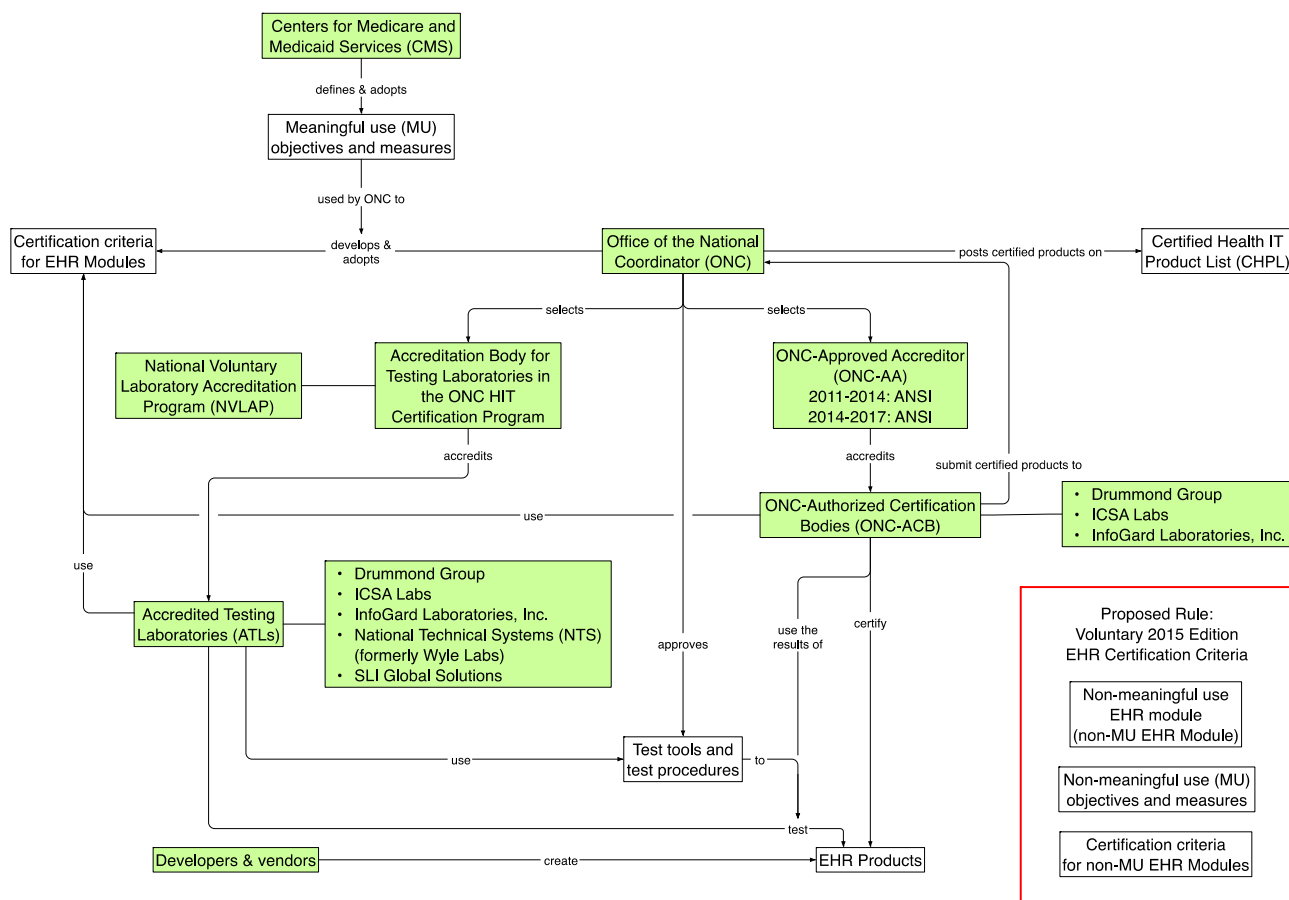 Centers for Medicare and
Medicaid Services (CMS)
defines & adopts
Meaningful use (MU)
objectives and measures
used by ONC to
Certification criteria
for EHR Modules
develops &
adopts
Office of the National
Coordinator (ONC)
posts certified products on
Certified Health IT
Product List (CHPL)
selects
selects
National Voluntary
Laboratory Accreditation
Program (NVLAP)
Accreditation Body for
Testing Laboratories in
the ONC HIT
Certification Program
ONC-Approved Accreditor
(ONC-AA)
2011-2014: ANSI
2014-2017: ANSI
accredits
accredits
submit certified products to
use
ONC-Authorized Certification
Bodies (ONC-ACB)
• Drummond Group
• ICSA Labs
• InfoGard Laboratories, Inc.
use
Accredited Testing
Laboratories (ATLs)
• Drummond Group
• ICSA Labs
• InfoGard Laboratories, Inc.
• National Technical Systems (NTS)
(formerly Wyle Labs)
• SLI Global Solutions
approves
use the
results of
certify
Proposed Rule:
Voluntary 2015 Edition
EHR Certification Criteria
Non-meaningful use
EHR module
(non-MU EHR Module)
use
Test tools and
test procedures
to
Non-meaningful use (MU)
objectives and measures
test
Developers & vendors
create
EHR Products
Certification criteria
for non-MU EHR Modules